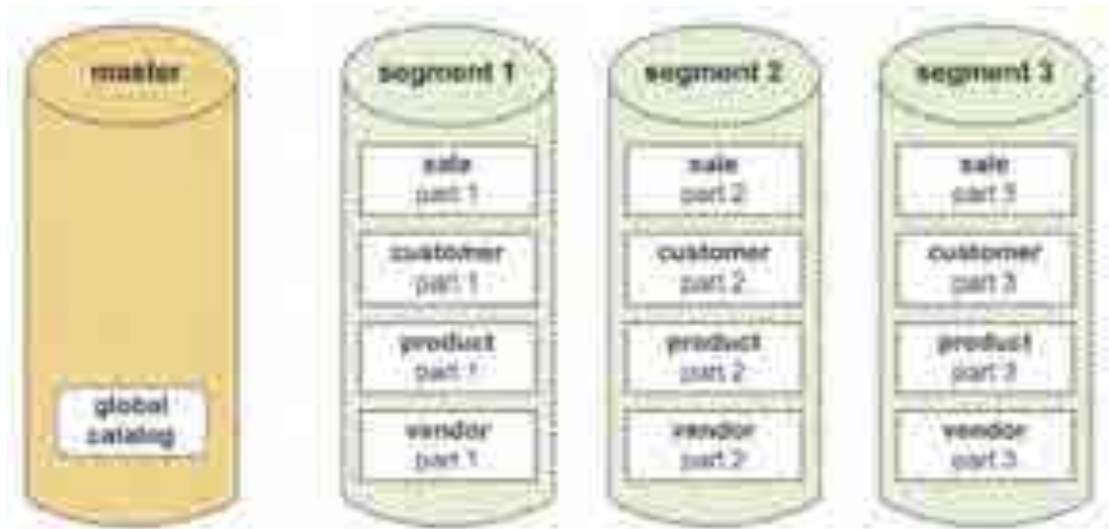 master
global
catalog
segment 1
sale
part 1
customer
part 1
product
part 1
vendor
part 1
segment 2
sale
part 2
customer
part 2
product
part 2
vendor
part 2
segment 3
sale
part 3
customer
part 3
product
part 3
vendor
part 3